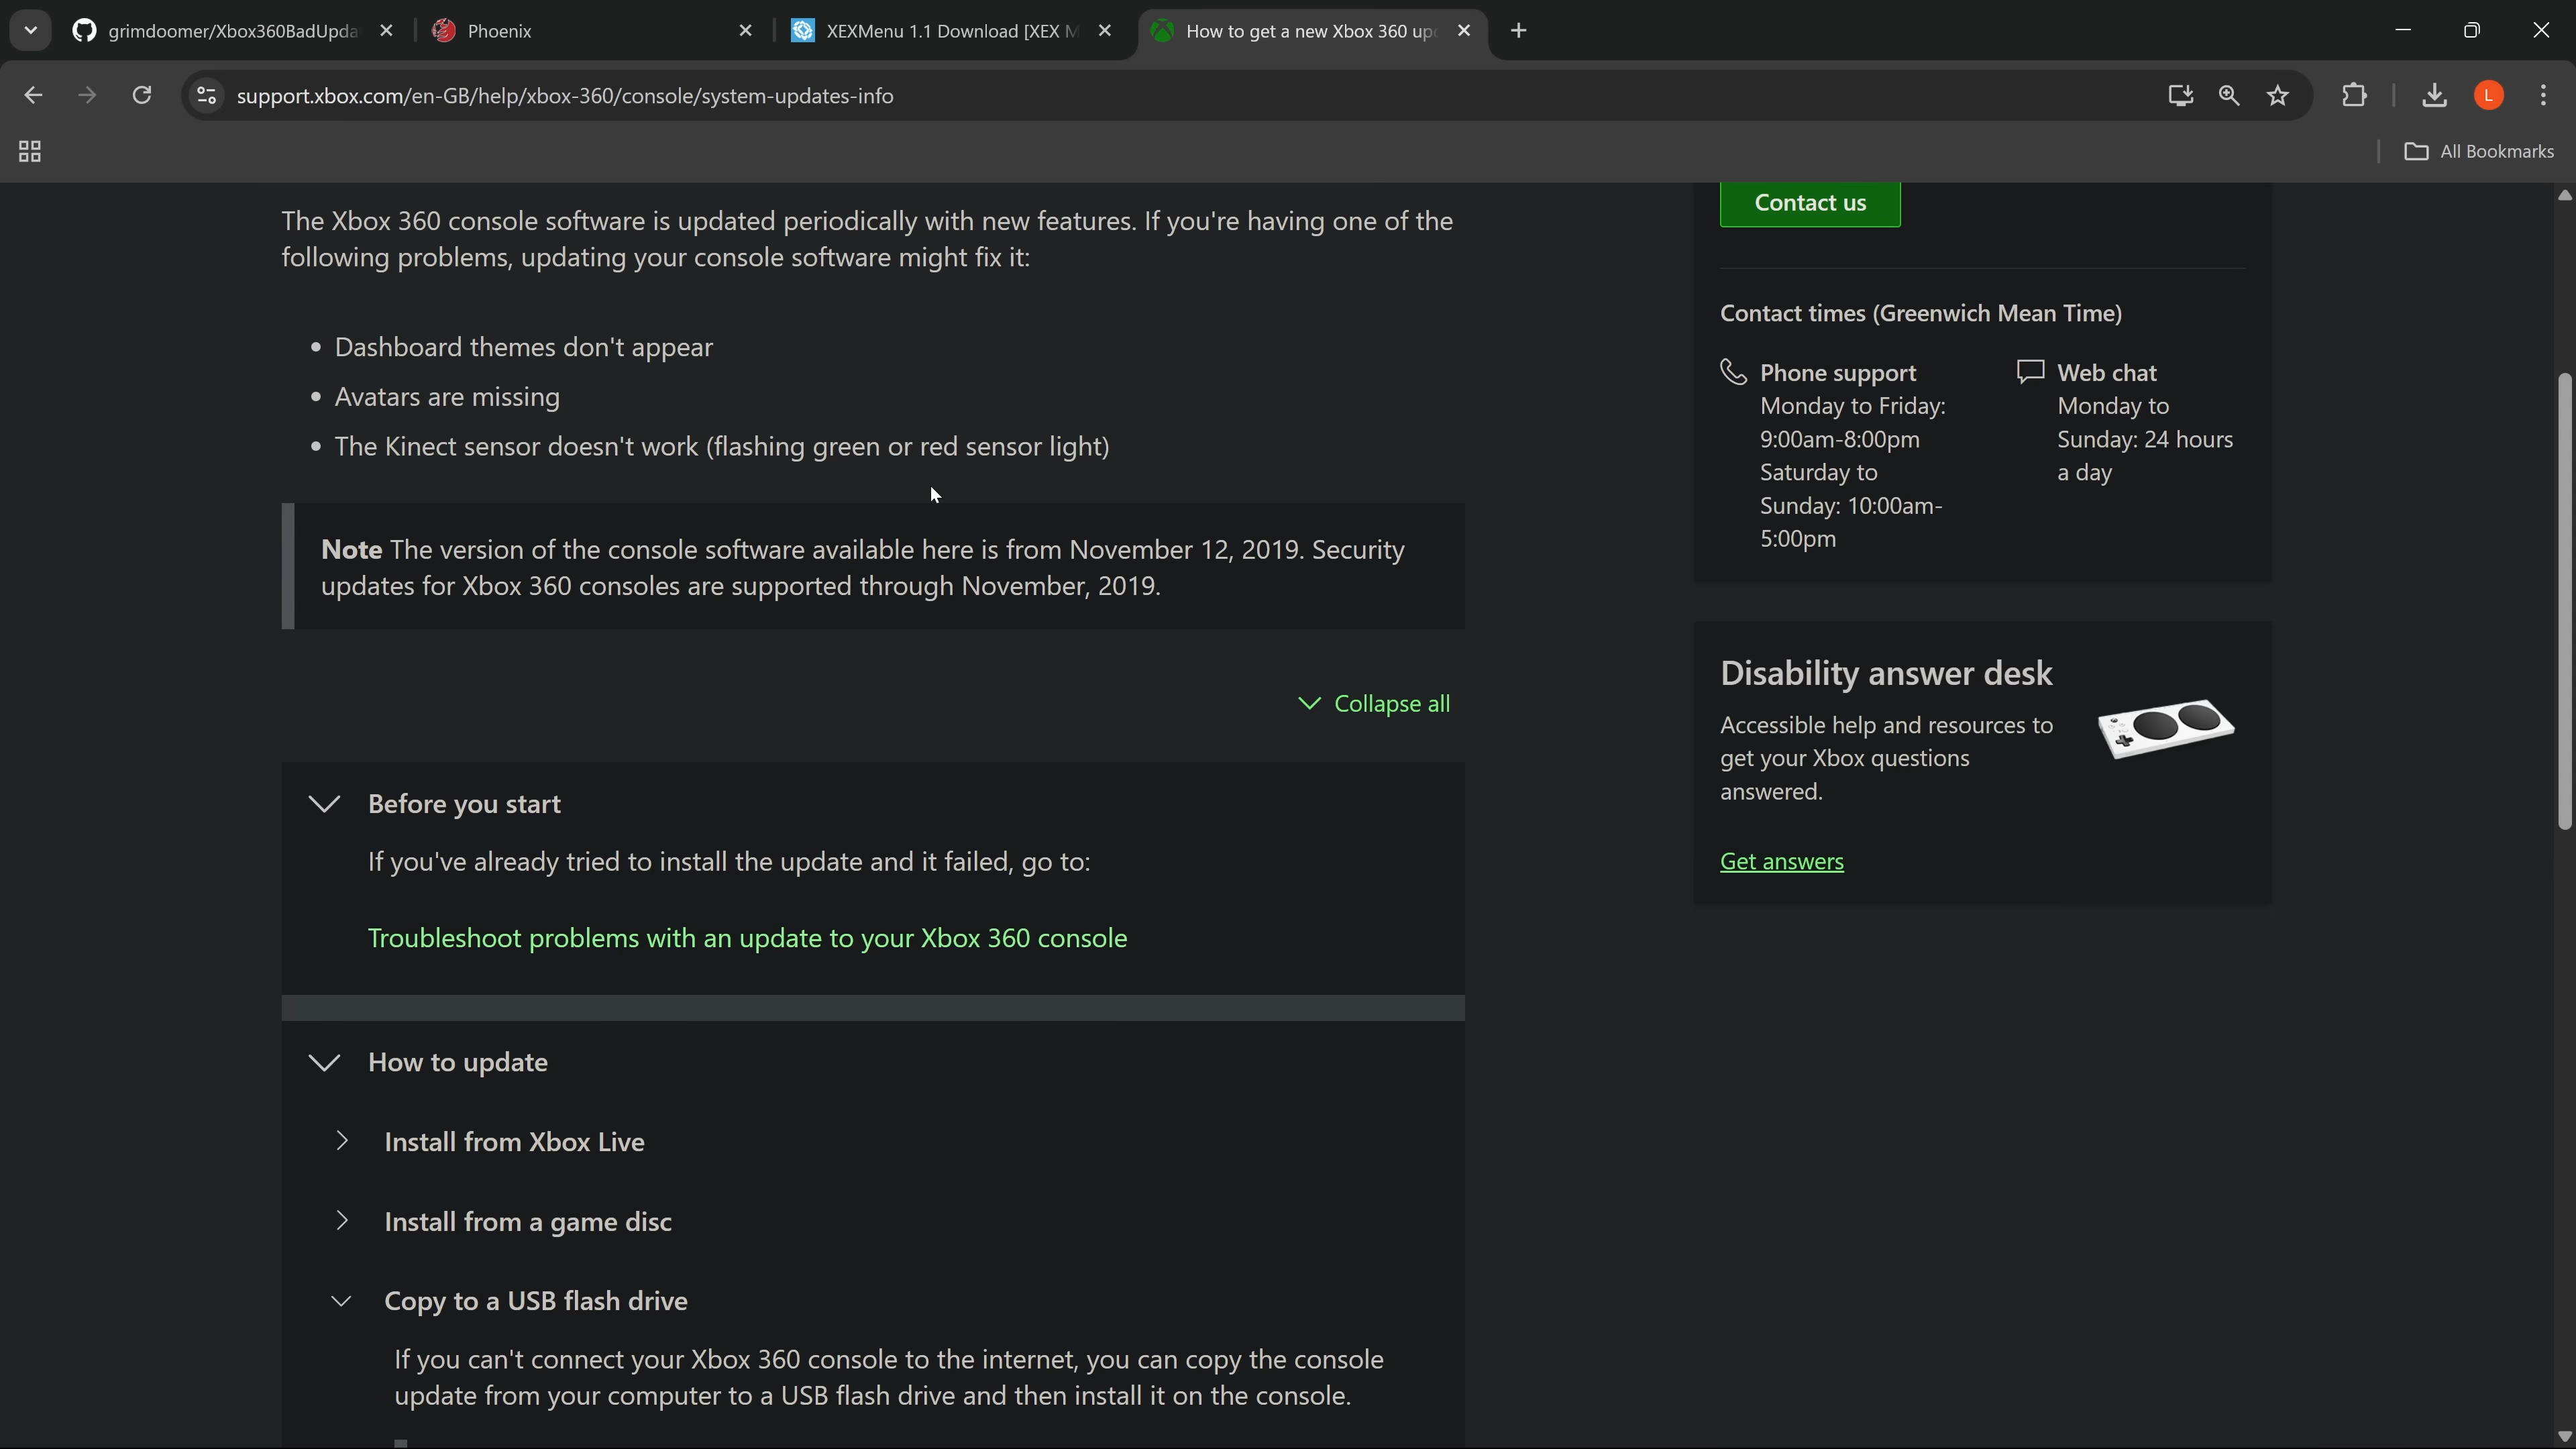 grimdoomer/Xbox360BadUpda
Phoenix
XEXMenu 1.1 Download [XEX M
How to get a new Xbox 360 upd
support.xbox.com/en-GB/help/xbox-360/console/system-updates-info
L
All Bookmarks
The Xbox 360 console software is updated periodically with new features. If you're having one of the
following problems, updating your console software might fix it:
• Dashboard themes don't appear
• Avatars are missing
• The Kinect sensor doesn't work (flashing green or red sensor light)
Note The version of the console software available here is from November 12, 2019. Security
updates for Xbox 360 consoles are supported through November, 2019.
Collapse all
Before you start
If you've already tried to install the update and it failed, go to:
Troubleshoot problems with an update to your Xbox 360 console
How to update
Install from Xbox Live
Install from a game disc
Copy to a USB flash drive
If you can't connect your Xbox 360 console to the internet, you can copy the console
update from your computer to a USB flash drive and then install it on the console.
Contact us
Contact times (Greenwich Mean Time)
Phone support
Monday to Friday:
9:00am-8:00pm
Saturday to
Sunday: 10:00am-
5:00pm
Web chat
Monday to
Sunday: 24 hours
a day
Disability answer desk
Accessible help and resources to
get your Xbox questions
answered.
Get answers